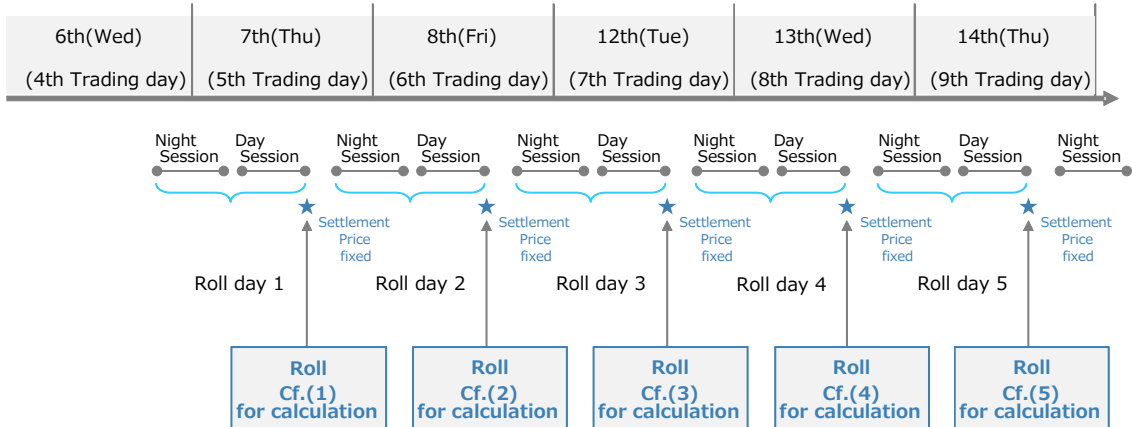 6th(Wed) 7th(Thu) 8th(Fri) 12th(Tue) 13th(Wed) 14th(Thu)
(4th Trading day) (5th Trading day) (6th Trading day) (7th Trading day) (8th Trading day) (9th Trading day)
Night Day Night Day Night Day Night Day Night Day Night
Session Session Session Session Session Session Session Session Session Session Session
Settlement Settlement Settlement Settlement Settlement
Price Price Price Price Price
fixed fixed fixed fixed fixed
Roll day 1 Roll day 2 Roll day 3 Roll day 4 Roll day 5
Roll Roll Roll Roll Roll
Cf.(1) Cf.(2) Cf.(3) Cf.(4) Cf.(5)
for calculation for calculation for calculation for calculation for calculation